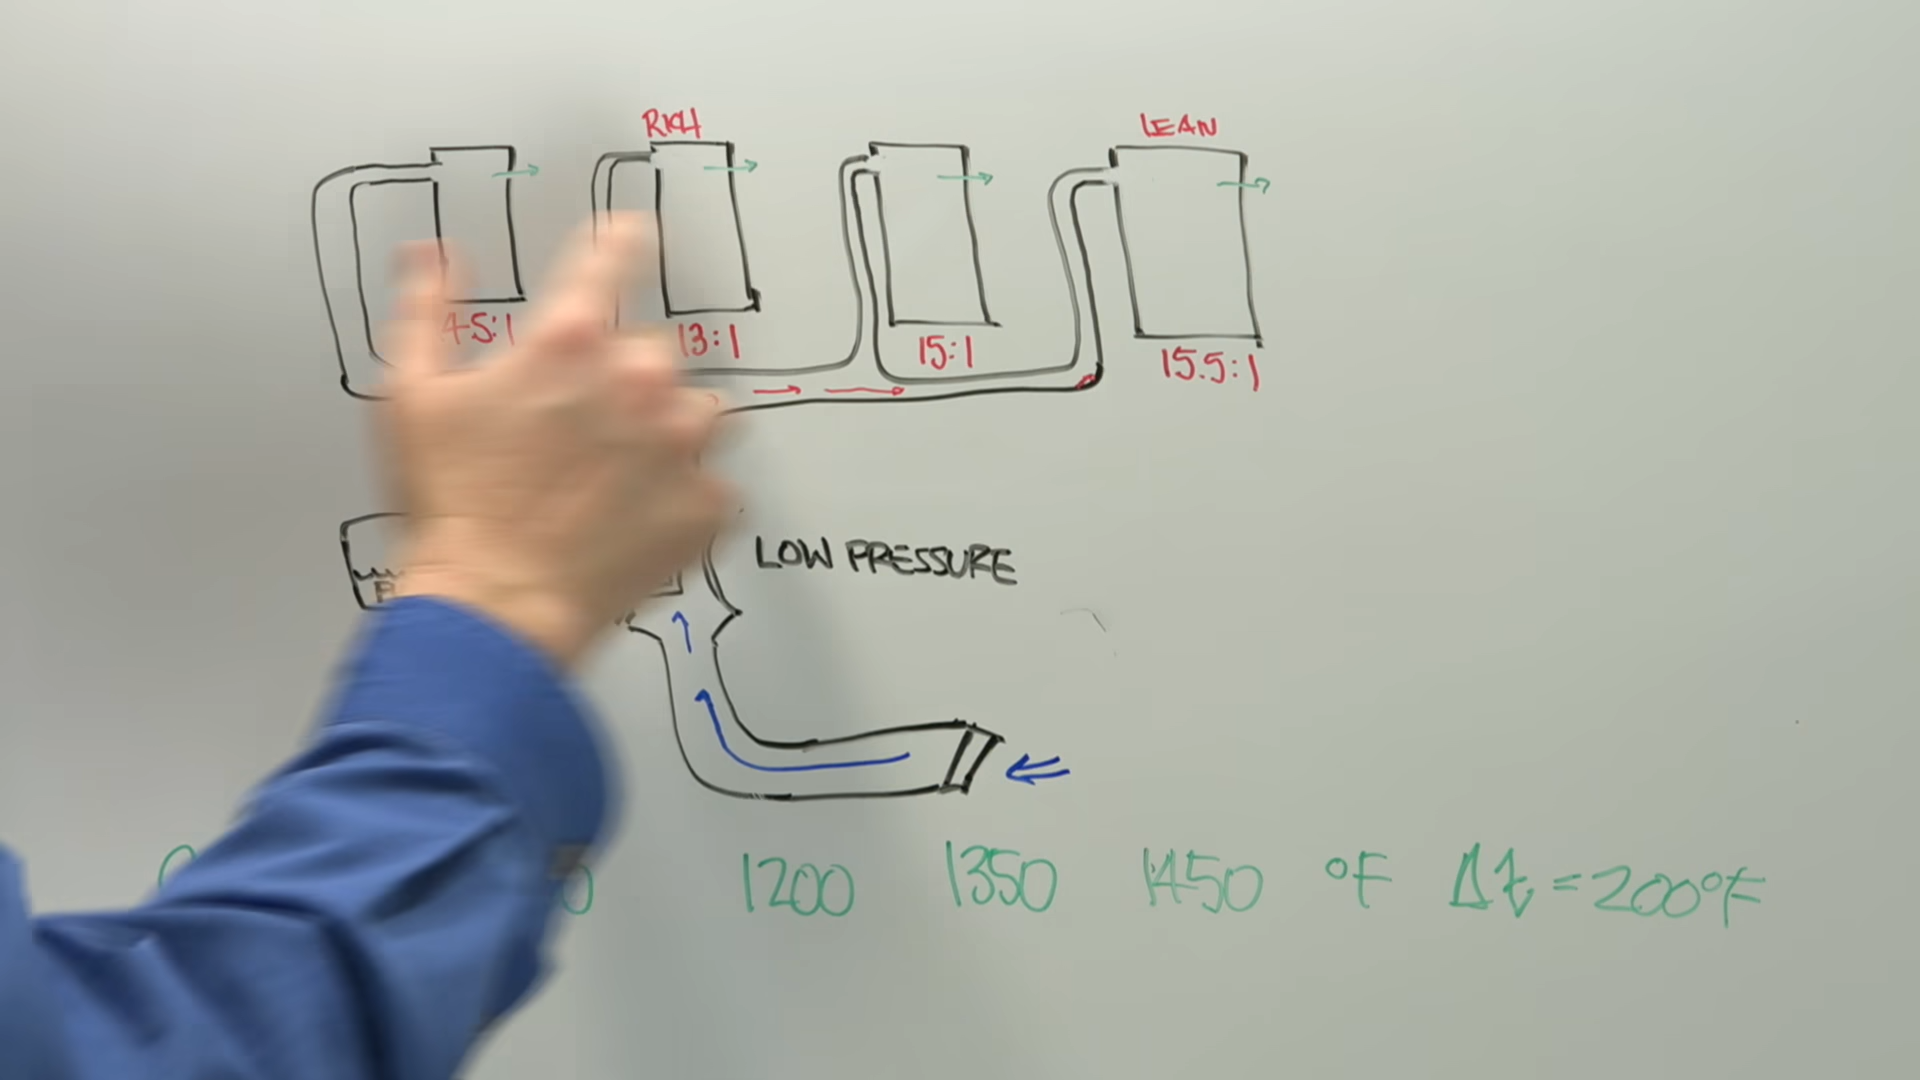 RICH
LEAN
13:1
15:1
15.5:1
LOW PRESSURE
1200 1350 1450 °F Δt = 200°F